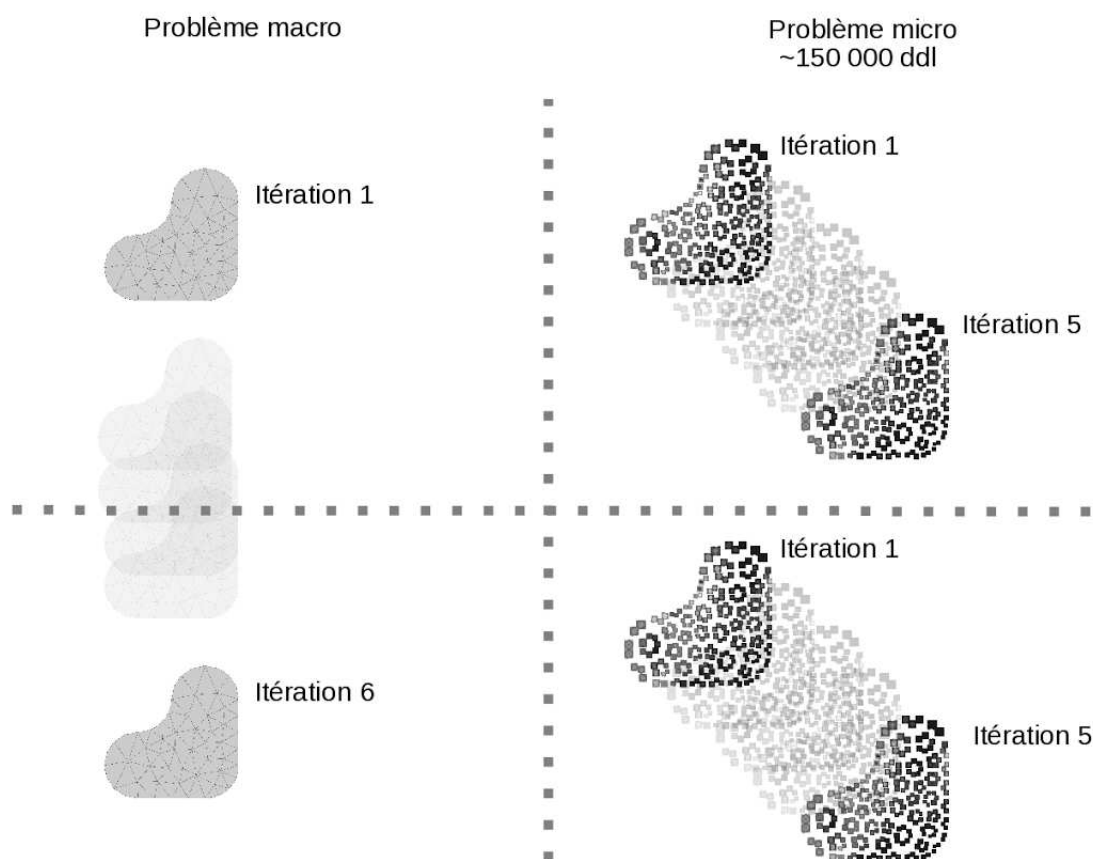 Problème macro
Problème micro
~150 000 ddl
Itération 1
Itération 1
Itération 5
Itération 1
Itération 6
Itération 5